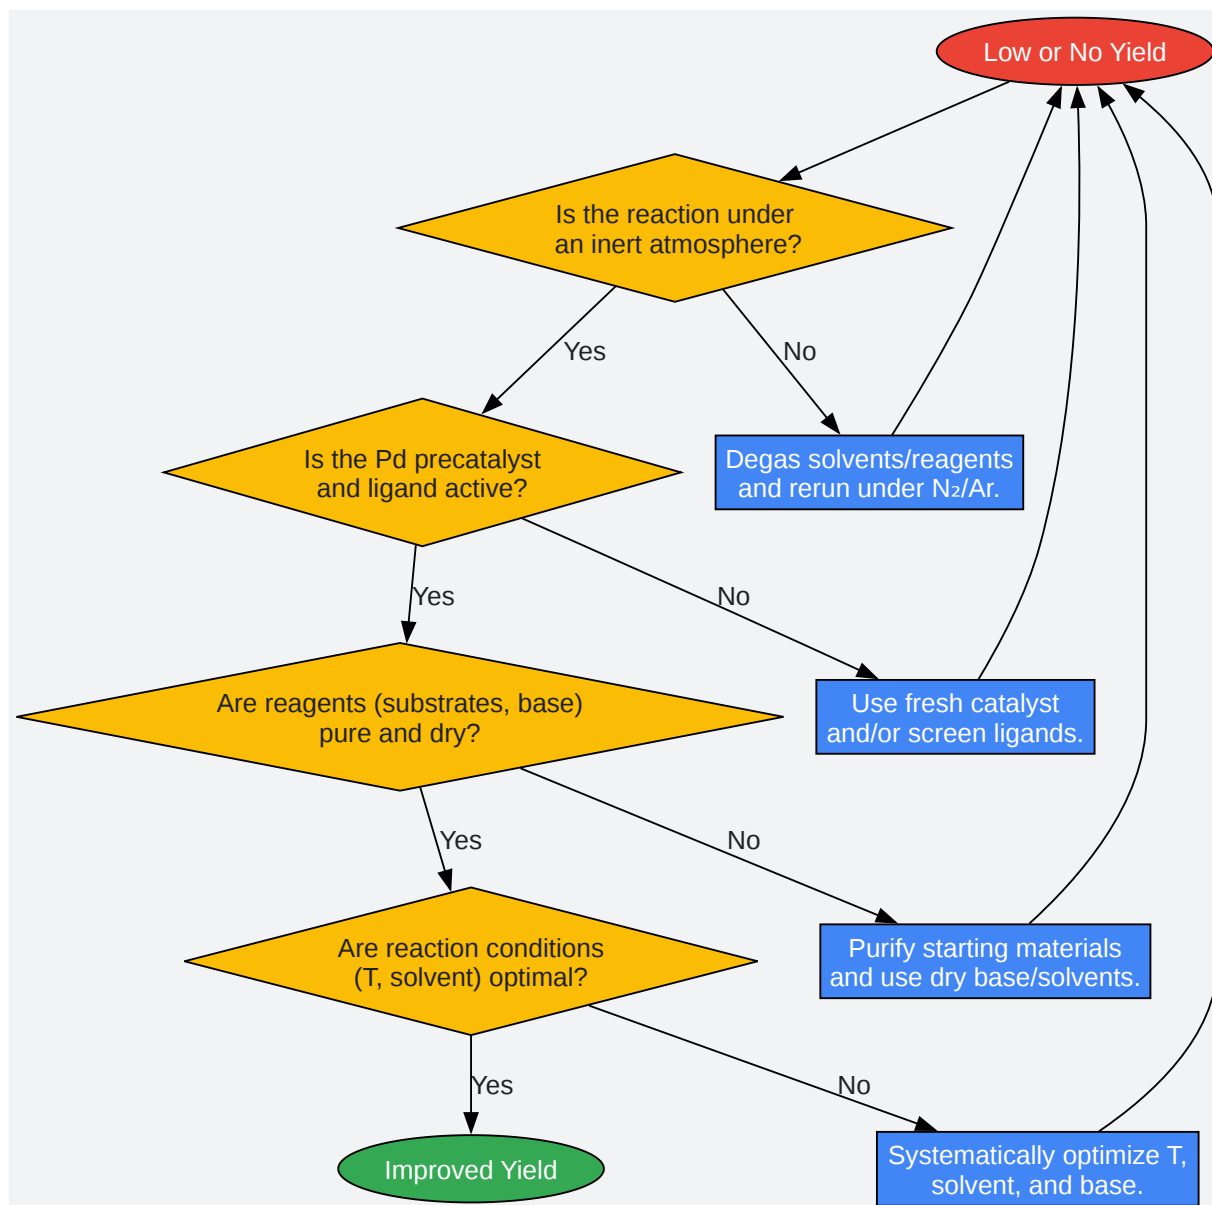 Low or No Yield
Is the reaction under
an inert atmosphere?
Yes
No
Is the Pd precatalyst
and ligand active?
Degas solvents/reagents
and rerun under N₂/Ar.
Yes
No
Are reagents (substrates, base)
pure and dry?
Use fresh catalyst
and/or screen ligands.
Yes
No
Are reaction conditions
(T, solvent) optimal?
Purify starting materials
and use dry base/solvents.
Yes
No
Improved Yield
Systematically optimize T,
solvent, and base.